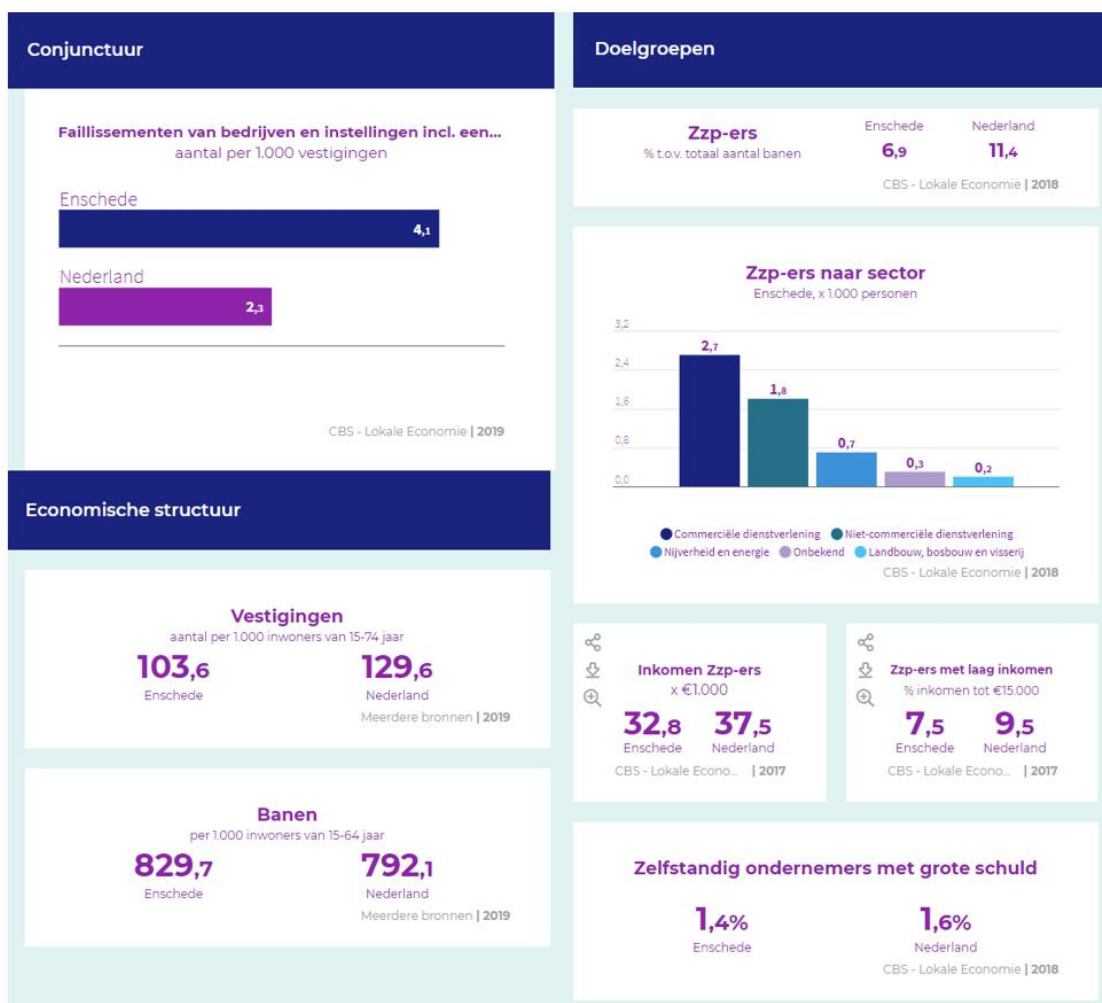 Conjunctuur
Faillissementen van bedrijven en instellingen incl. een...
aantal per 1.000 vestigingen
Enschede
4,1
Nederland
2,3
CBS - Lokale Economie | 2019
Economische structuur
Vestigingen
aantal per 1.000 inwoners van 15-74 jaar
103,6 129,6
Enschede Nederland
Meerdere bronnen | 2019
Banen
per 1.000 inwoners van 15-64 jaar
829,7 792,1
Enschede Nederland
Meerdere bronnen | 2019
Doelgroepen
Zzp-ers
% t.o.v. totaal aantal banen
Enschede Nederland
6,9 11,4
CBS - Lokale Economie | 2018
Zzp-ers naar sector
Enschede, x 1.000 personen
3,2
2,4
1,6
0,8
0,0
2,7
1,8
0,7
0,3
0,2
Commerciële dienstverlening Niet-commerciële dienstverlening
Nijverheid en energie Onbekend Landbouw, bosbouw en visserij
CBS - Lokale Economie | 2018
Inkomen Zzp-ers
x €1.000
32,8 37,5
Enschede Nederland
CBS - Lokale Econo... | 2017
Zzp-ers met laag inkomen
% inkomen tot €15.000
7,5 9,5
Enschede Nederland
CBS - Lokale Econo... | 2017
Zelfstandig ondernemers met grote schuld
1,4% 1,6%
Enschede Nederland
CBS - Lokale Economie | 2018